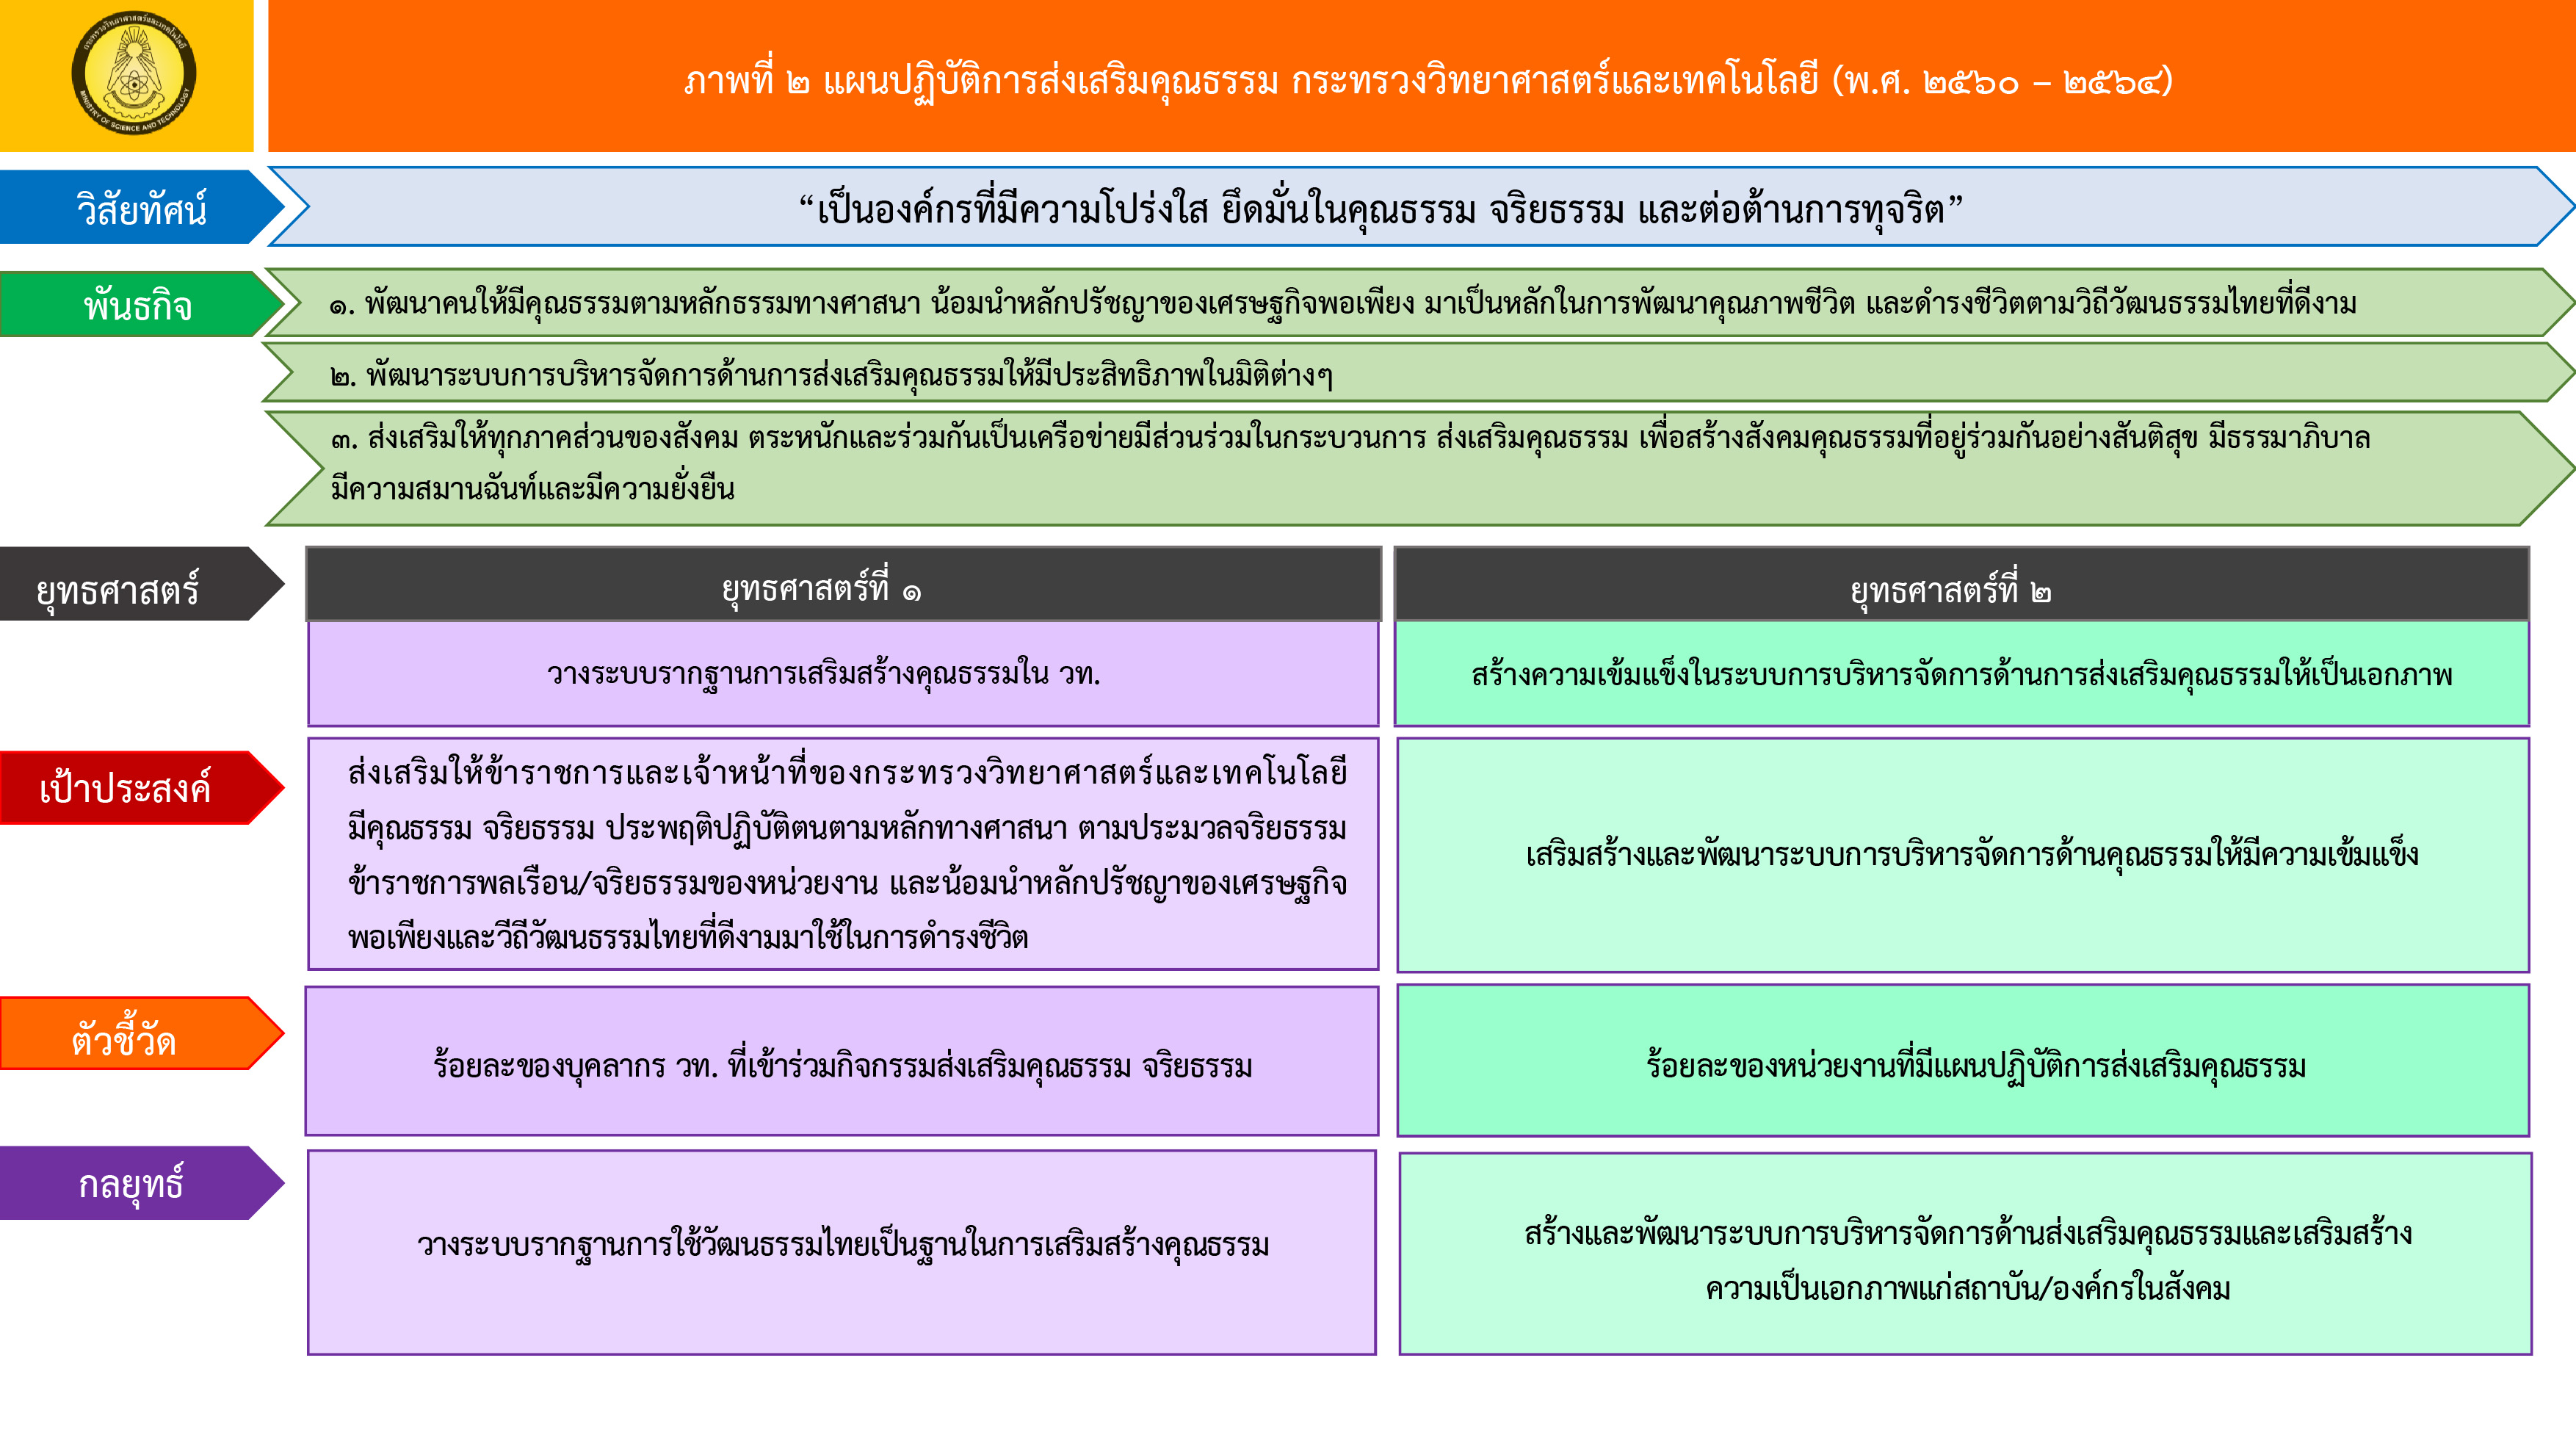 กระทรวงวิทยาศาสตร์และเทคโนโลยี
MINISTRY OF SCIENCE AND TECHNOLOGY
ภาพที่ ๒ แผนปฏิบัติการส่งเสริมคุณธรรม กระทรวงวิทยาศาสตร์และเทคโนโลยี (พ.ศ. ๒๕๖๐ – ๒๕๖๔)
วิสัยทัศน์
“เป็นองค์กรที่มีความโปร่งใส ยึดมั่นในคุณธรรม จริยธรรม และต่อต้านการทุจริต”
พันธกิจ
๑. พัฒนาคนให้มีคุณธรรมตามหลักธรรมทางศาสนา น้อมนำหลักปรัชญาของเศรษฐกิจพอเพียง มาเป็นหลักในการพัฒนาคุณภาพชีวิต และดำรงชีวิตตามวิถีวัฒนธรรมไทยที่ดีงาม
๒. พัฒนาระบบการบริหารจัดการด้านการส่งเสริมคุณธรรมให้มีประสิทธิภาพในมิติต่างๆ
๓. ส่งเสริมให้ทุกภาคส่วนของสังคม ตระหนักและร่วมกันเป็นเครือข่ายมีส่วนร่วมในกระบวนการ ส่งเสริมคุณธรรม เพื่อสร้างสังคมคุณธรรมที่อยู่ร่วมกันอย่างสันติสุข มีธรรมาภิบาล
มีความสมานฉันท์และมีความยั่งยืน
ยุทธศาสตร์
ยุทธศาสตร์ที่ ๑
ยุทธศาสตร์ที่ ๒
วางระบบรากฐานการเสริมสร้างคุณธรรมใน วท.
สร้างความเข้มแข็งในระบบการบริหารจัดการด้านการส่งเสริมคุณธรรมให้เป็นเอกภาพ
เป้าประสงค์
ส่งเสริมให้ข้าราชการและเจ้าหน้าที่ของกระทรวงวิทยาศาสตร์และเทคโนโลยี
มีคุณธรรม จริยธรรม ประพฤติปฏิบัติตนตามหลักทางศาสนา ตามประมวลจริยธรรม
ข้าราชการพลเรือน/จริยธรรมของหน่วยงาน และน้อมนำหลักปรัชญาของเศรษฐกิจ
พอเพียงและวีถีวัฒนธรรมไทยที่ดีงามมาใช้ในการดำรงชีวิต
เสริมสร้างและพัฒนาระบบการบริหารจัดการด้านคุณธรรมให้มีความเข้มแข็ง
ตัวชี้วัด
ร้อยละของบุคลากร วท. ที่เข้าร่วมกิจกรรมส่งเสริมคุณธรรม จริยธรรม
ร้อยละของหน่วยงานที่มีแผนปฏิบัติการส่งเสริมคุณธรรม
กลยุทธ์
วางระบบรากฐานการใช้วัฒนธรรมไทยเป็นฐานในการเสริมสร้างคุณธรรม
สร้างและพัฒนาระบบการบริหารจัดการด้านส่งเสริมคุณธรรมและเสริมสร้าง
ความเป็นเอกภาพแก่สถาบัน/องค์กรในสังคม